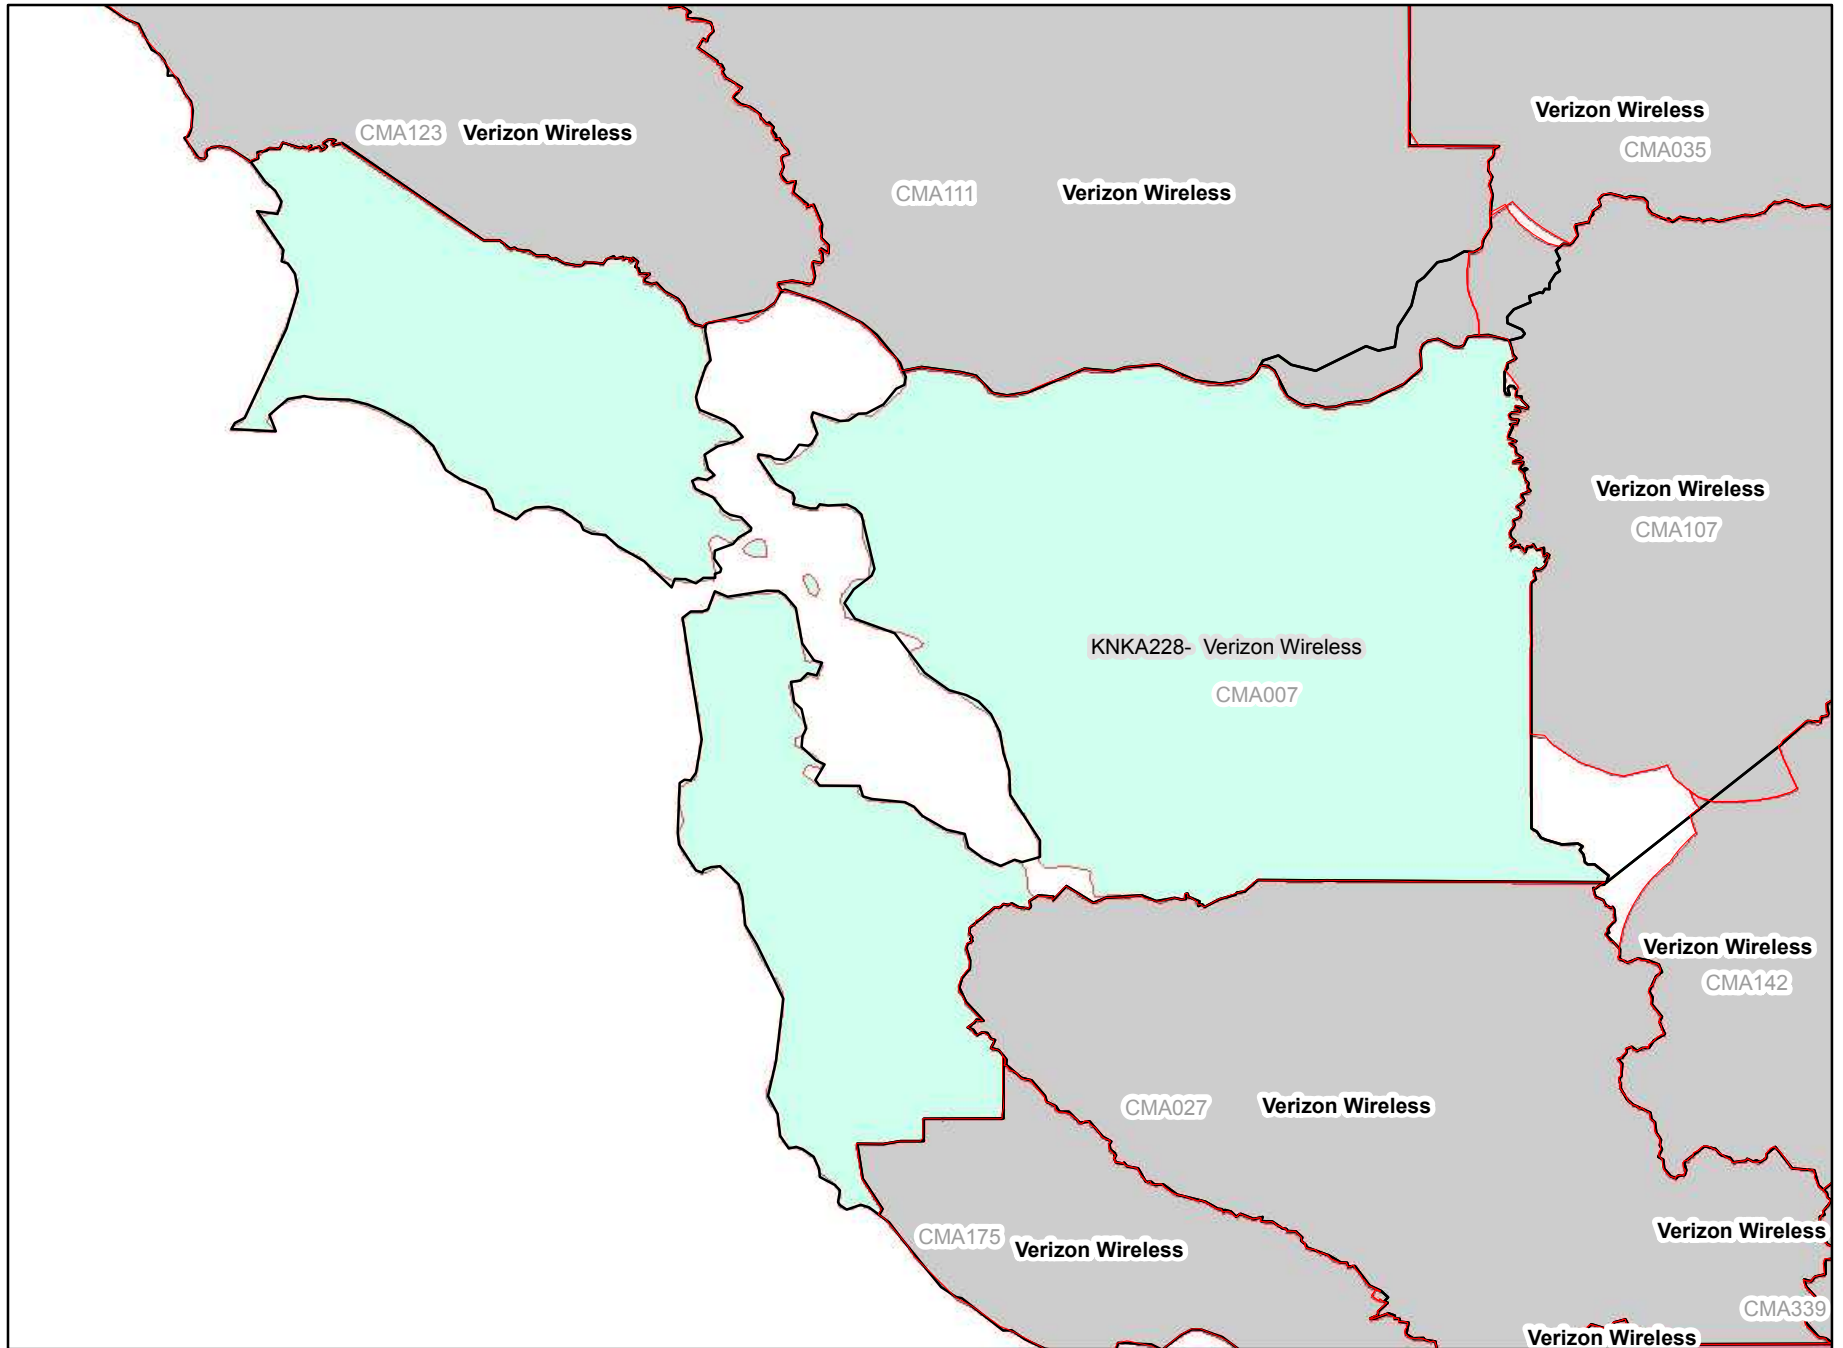 Verizon Wireless
CMA035
CMA123 Verizon Wireless
CMA111 Verizon Wireless
Verizon Wireless
CMA107
KNKA228- Verizon Wireless
CMA007
Verizon Wireless
CMA142
CMA027 Verizon Wireless
CMA175 Verizon Wireless
Verizon Wireless
CMA339
Verizon Wireless